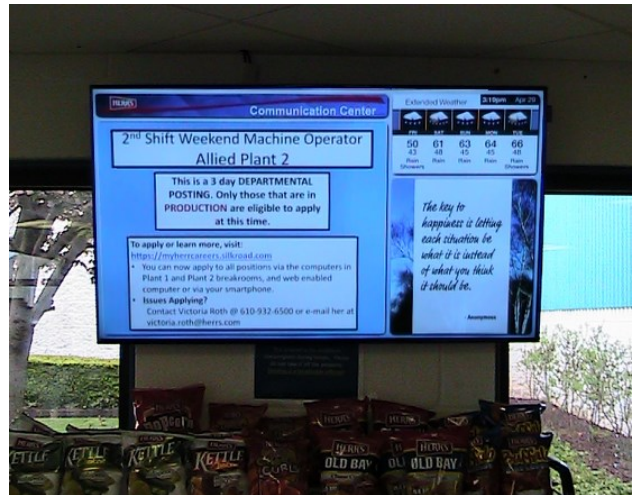 HERR'S
Communication Center
2nd Shift Weekend Machine Operator
Allied Plant 2
This is a 3 day DEPARTMENTAL
POSTING. Only those that are in
PRODUCTION are eligible to apply
at this time.
To apply or learn more, visit:
https://myherrcareers.silkroad.com
• You can now apply to all positions via the computers in
Plant 1 and Plant 2 breakrooms, and web enabled
computer or via your smartphone.
• Issues Applying?
Contact Victoria Roth @ 610-932-6500 or e-mail her at
victoria.roth@herrs.com
Extended Weather 3:19pm Apr 29
FRI SAT SUN MON TUE
50 61 63 64 66
43 48 45 45 48
Rain Showers Rain Rain Rain Rain Showers
The key to
happiness is letting
each situation be
what it is instead
of what you think
it should be.
- Anonymous
HERR'S
Popcorn
KETTLE
KETTLE
KETTLE
KETTLE
CURLS
HERR'S
OLD BAY
HERR'S
OLD BAY